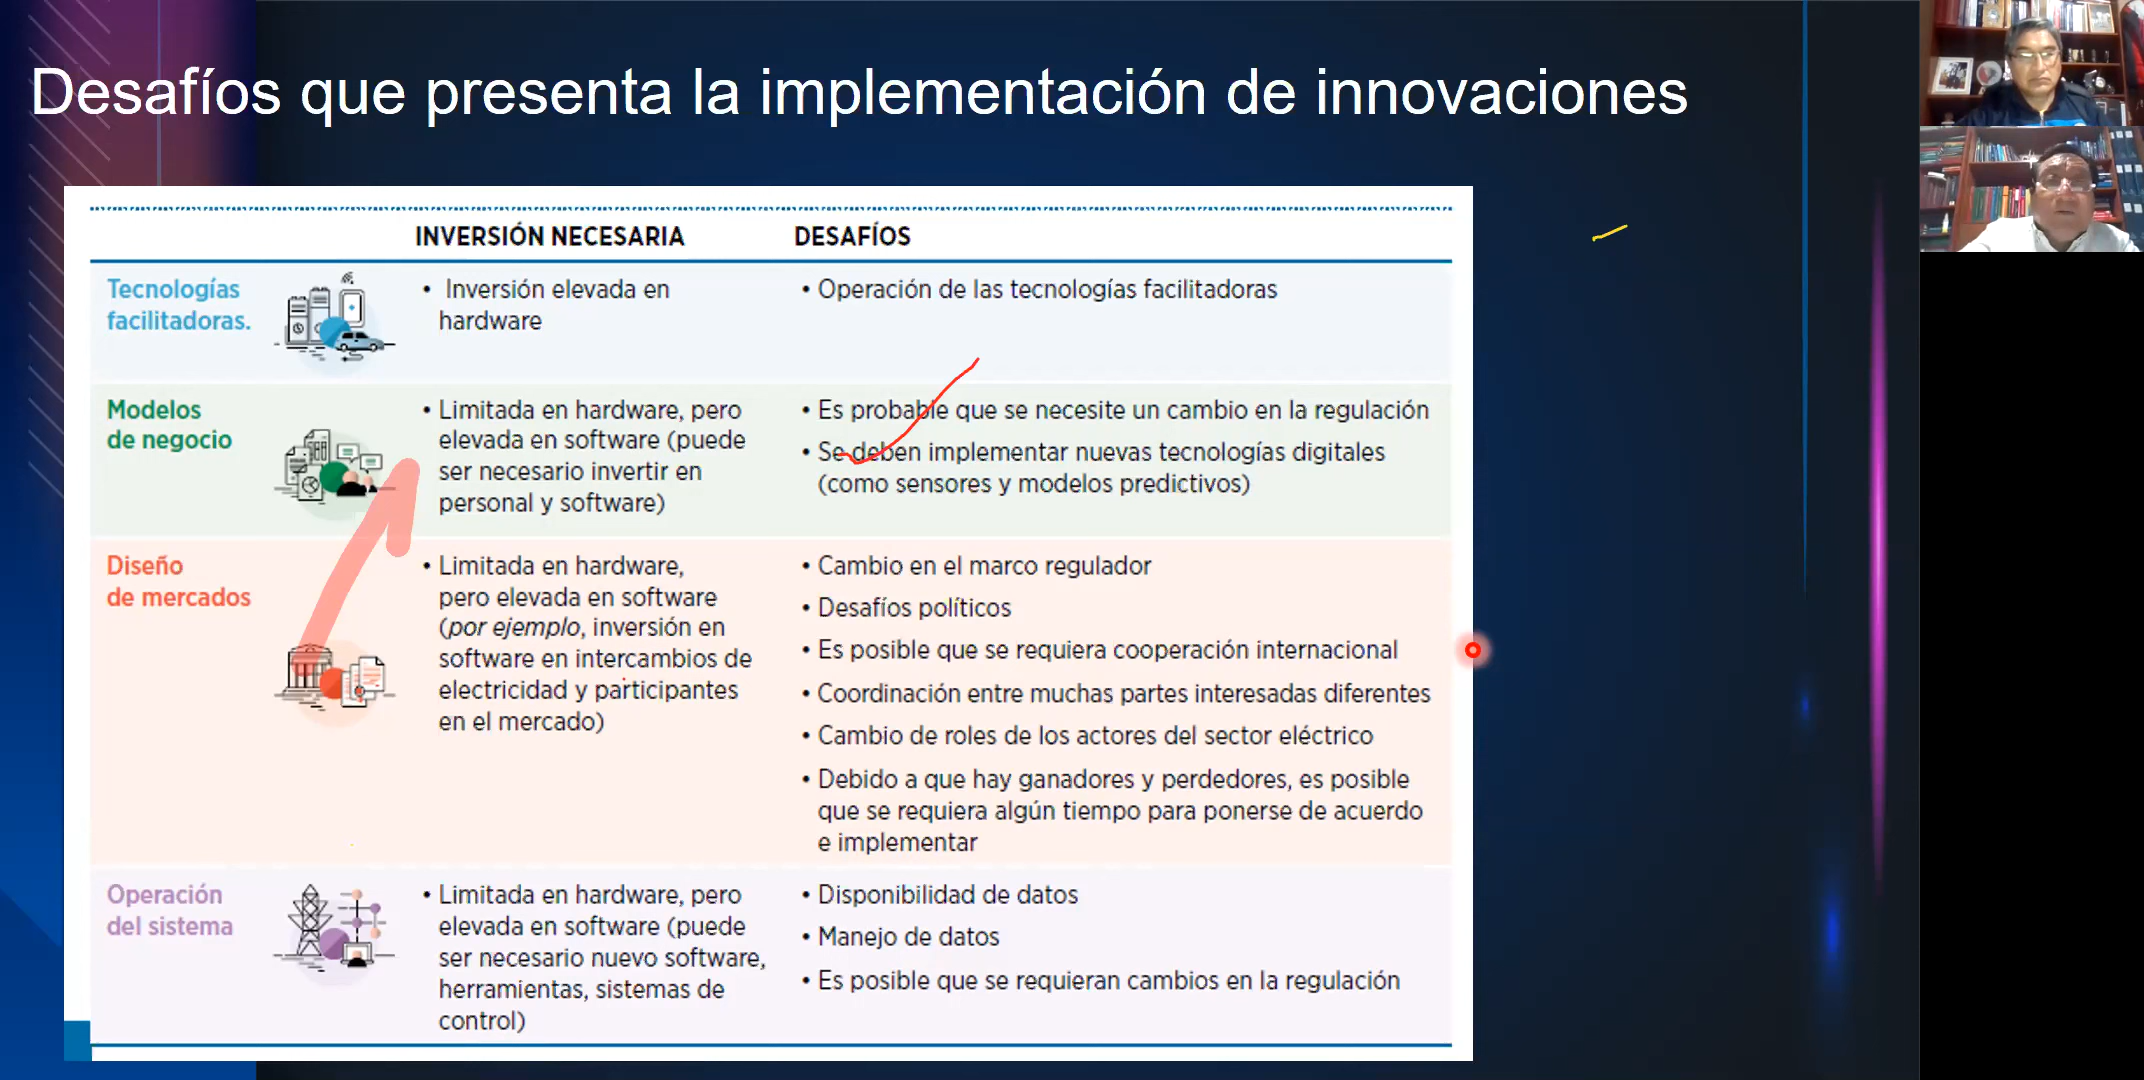 Desafíos que presenta la implementación de innovaciones
INVERSIÓN NECESARIA
DESAFÍOS
Tecnologías
facilitadoras.
• Inversión elevada en
hardware
• Operación de las tecnologías facilitadoras
Modelos
de negocio
• Limitada en hardware, pero
elevada en software (puede
ser necesario invertir en
personal y software)
• Es probable que se necesite un cambio en la regulación
• Se deben implementar nuevas tecnologías digitales
(como sensores y modelos predictivos)
Diseño
de mercados
• Limitada en hardware,
pero elevada en software
(por ejemplo, inversión en
software en intercambios de
electricidad y participantes
en el mercado)
• Cambio en el marco regulador
• Desafíos políticos
• Es posible que se requiera cooperación internacional
• Coordinación entre muchas partes interesadas diferentes
• Cambio de roles de los actores del sector eléctrico
• Debido a que hay ganadores y perdedores, es posible
que se requiera algún tiempo para ponerse de acuerdo
e implementar
Operación
del sistema
• Limitada en hardware, pero
elevada en software (puede
ser necesario nuevo software,
herramientas, sistemas de
control)
• Disponibilidad de datos
• Manejo de datos
• Es posible que se requieran cambios en la regulación